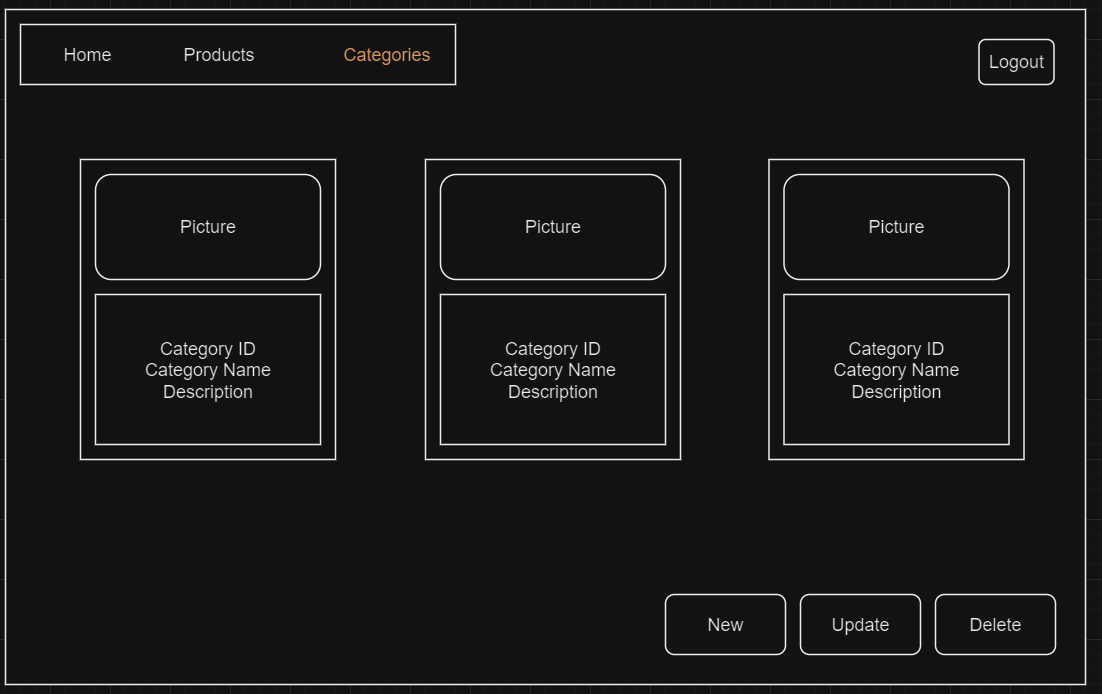 Home Products Categories
Logout
Picture
Picture
Picture
Category ID
Category Name
Description
Category ID
Category Name
Description
Category ID
Category Name
Description
New
Update
Delete